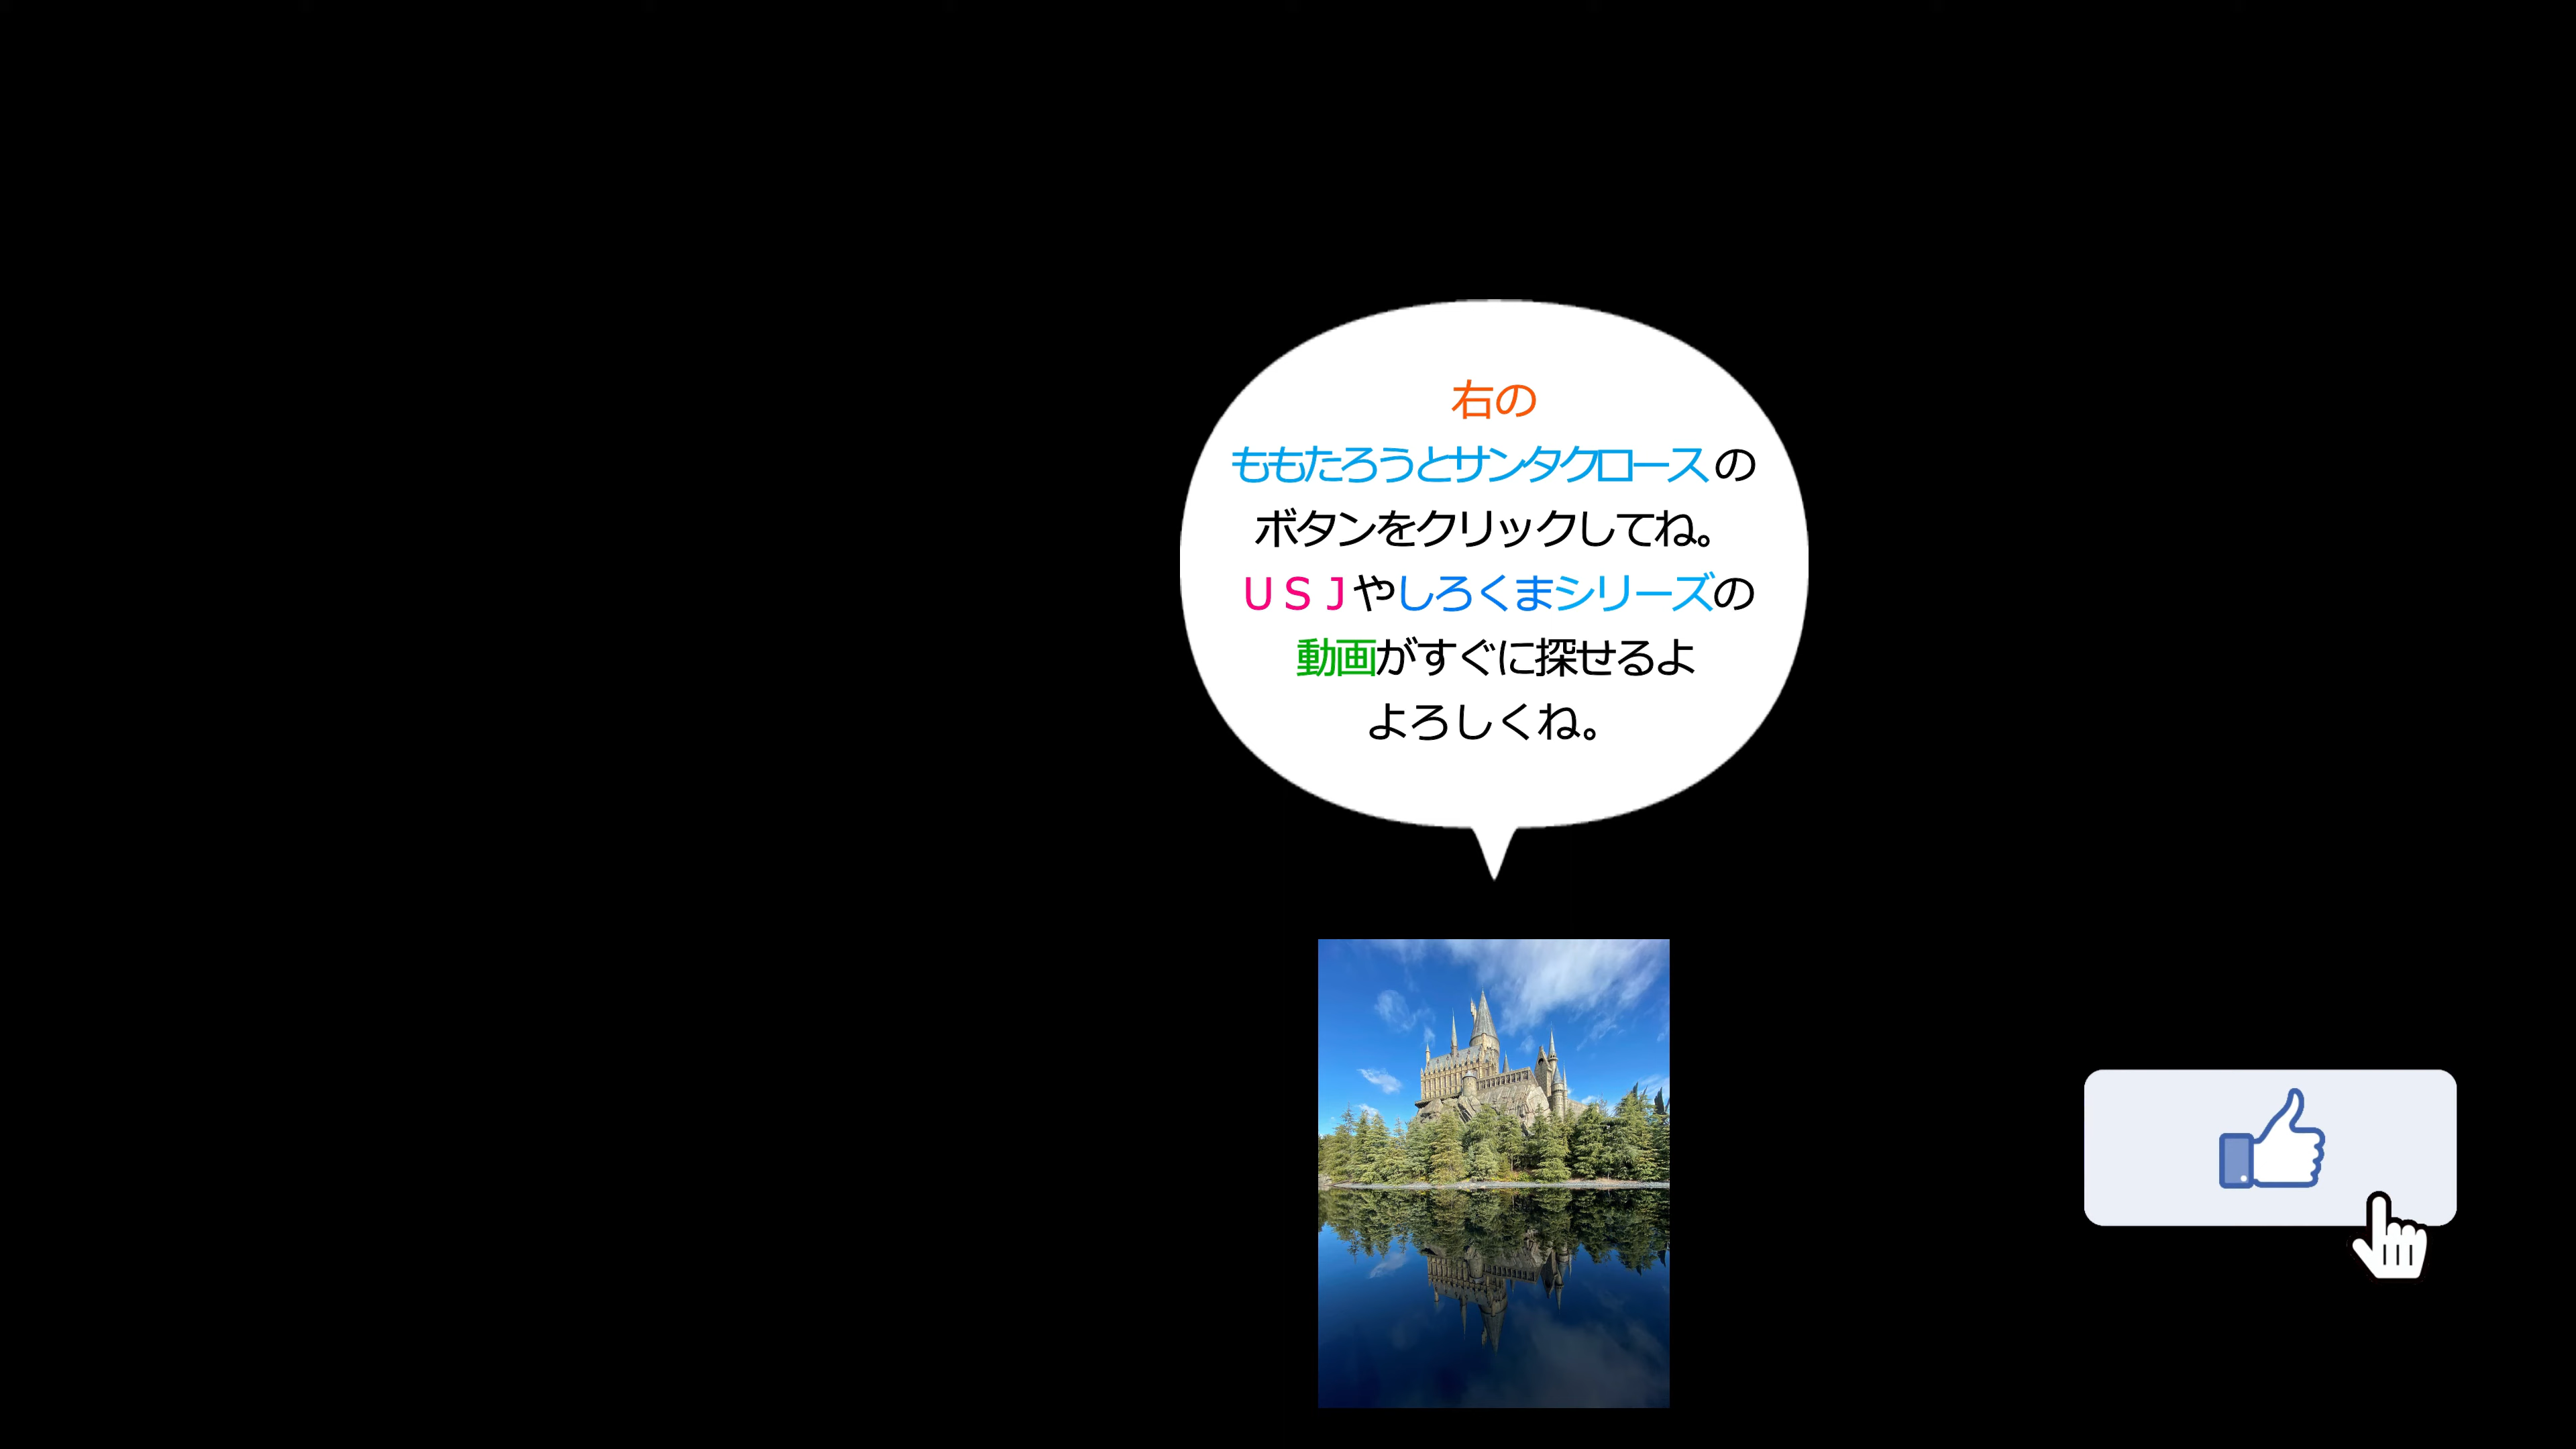 右の
ももたろうとサンタクロースの
ボタンをクリックしてね。
ＵＳＪやしろくまシリーズの
動画がすぐに探せるよ
よろしくね。